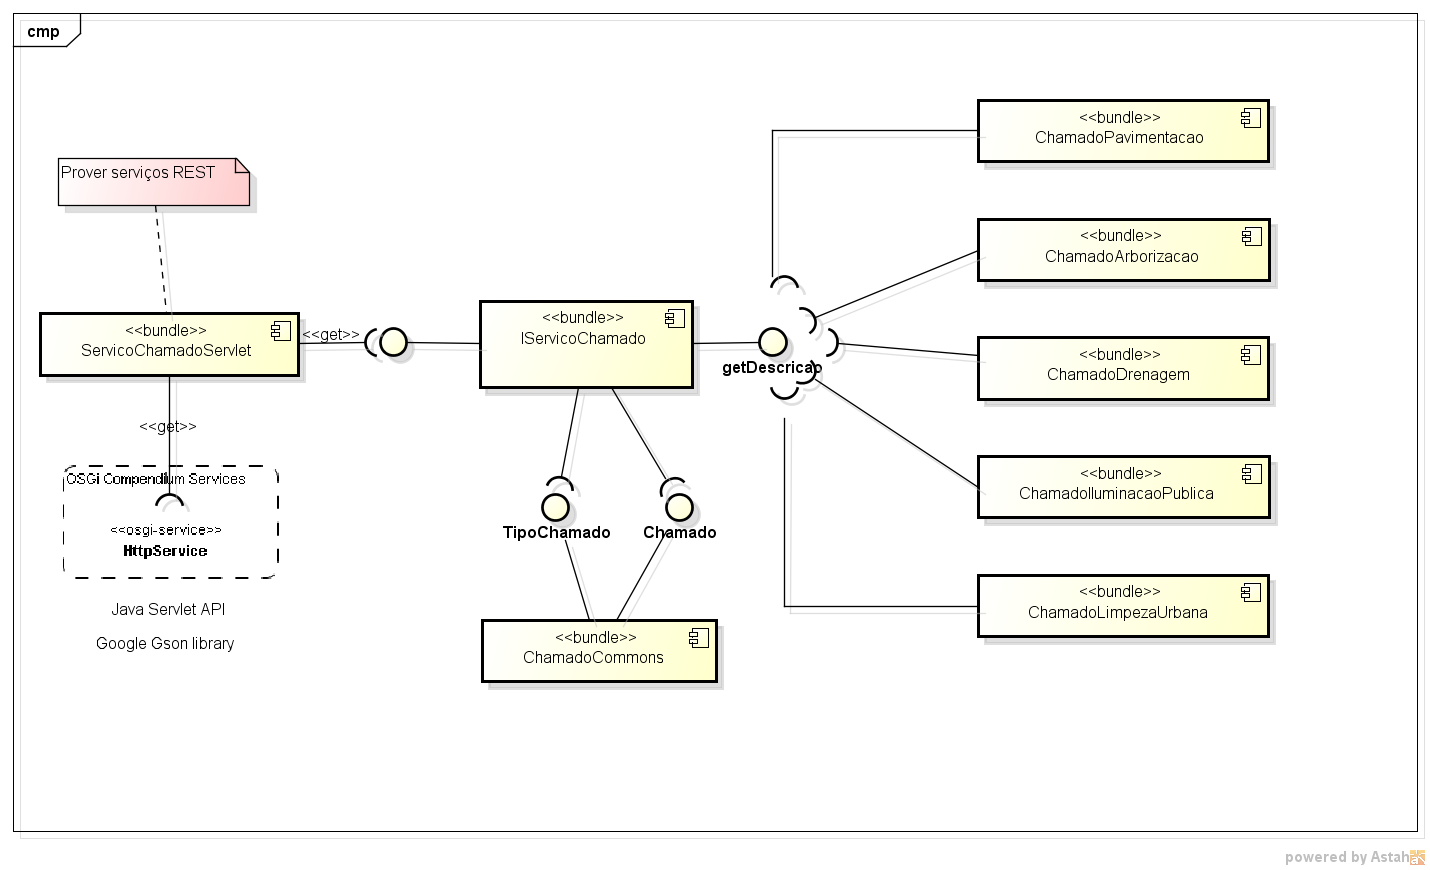 cmp
Prover serviços REST
<<bundle>>
ServicoChamadoServlet
<<get>>
<<get>>
OSGi Compendium Services
<<osgi-service>>
HttpService
Java Servlet API
Google Gson library
<<bundle>>
IServicoChamado
getDescricao
TipoChamado
Chamado
<<bundle>>
ChamadoCommons
<<bundle>>
ChamadoPavimentacao
<<bundle>>
ChamadoArborizacao
<<bundle>>
ChamadoDrenagem
<<bundle>>
ChamadoIluminacaoPublica
<<bundle>>
ChamadoLimpezaUrbana
powered by Astah